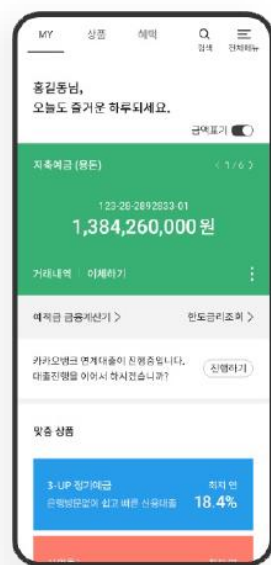 MY 상품 혜택 검색 전체메뉴
홍길동님,
오늘도 즐거운 하루되세요.
금액표기
저축예금 (용돈) < 1/6 >
123-28-2892833-01
1,384,260,000 원
거래내역 이체하기
예적금 금융계산기 > 한도금리조회 >
카카오뱅크 연계대출이 진행중입니다.
대출진행을 이어서 하시겠습니까? 진행하기
맞춤 상품
3-UP 정기예금 최저 연
은행방문없이 쉽고 빠른 신용대출 18.4%